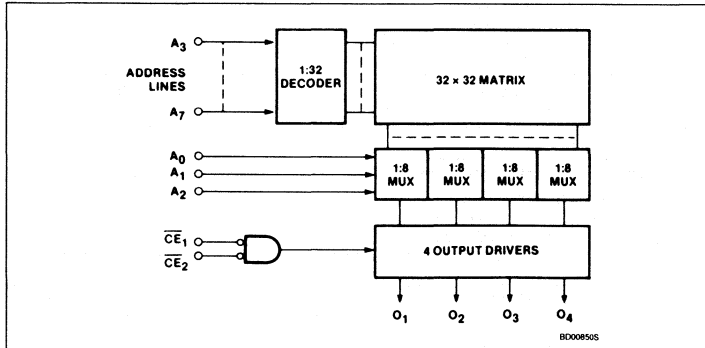 A3
ADDRESS
LINES
A7
1:32
DECODER
32 × 32 MATRIX
A0
A1
A2
1:8
MUX
1:8
MUX
1:8
MUX
1:8
MUX
CE1
CE2
4 OUTPUT DRIVERS
O1
O2
O3
O4
BD00850S